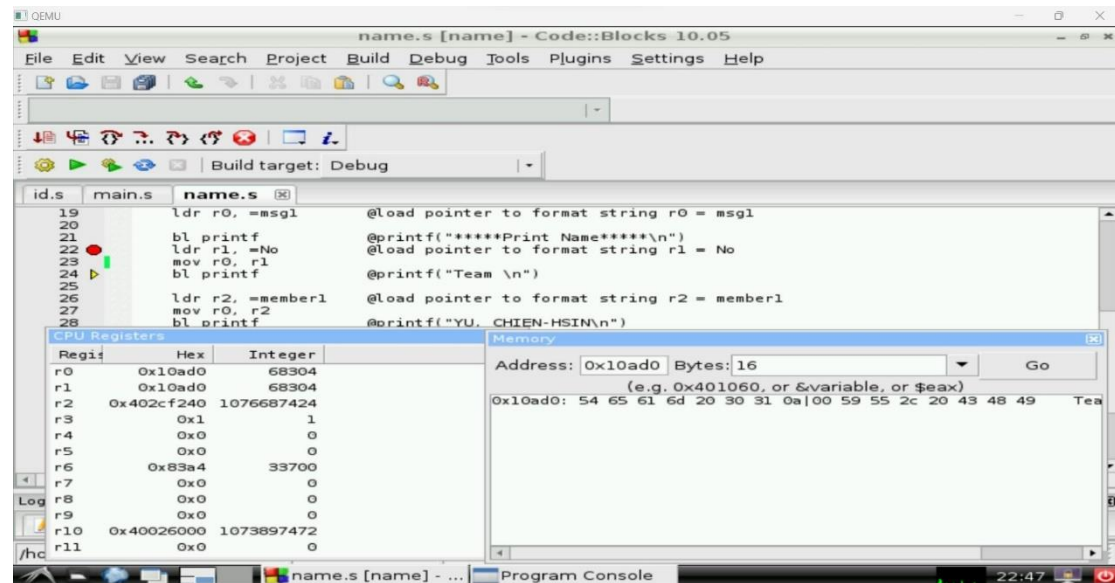 QEMU
name.s [name] - Code::Blocks 10.05
File Edit View Search Project Build Debug Tools Plugins Settings Help
Build target: Debug
id.s main.s name.s
19 ldr r0, =msg1 @load pointer to format string r0 = msg1
20
21 bl printf @printf("*****Print Name*****\n")
22 ldr r1, =No @load pointer to format string r1 = No
23 mov r0, r1
24 bl printf @printf("Team \n")
25
26 ldr r2, =member1 @load pointer to format string r2 = member1
27 mov r0, r2
28 bl printf @printf("YU, CHIEN-HSIN\n")
CPU Registers
Regis Hex Integer
r0 0x10ad0 68304
r1 0x10ad0 68304
r2 0x402cf240 1076687424
r3 0x1 1
r4 0x0 0
r5 0x0 0
r6 0x83a4 33700
r7 0x0 0
r8 0x0 0
r9 0x0 0
r10 0x40026000 1073897472
r11 0x0 0
Memory
Address: 0x10ad0 Bytes: 16 Go
(e.g. 0x401060, or &variable, or $eax)
0x10ad0: 54 65 61 6d 20 30 31 0a|00 59 55 2c 20 43 48 49 Tea
Log
/ho
name.s [name] - ... Program Console 22:47